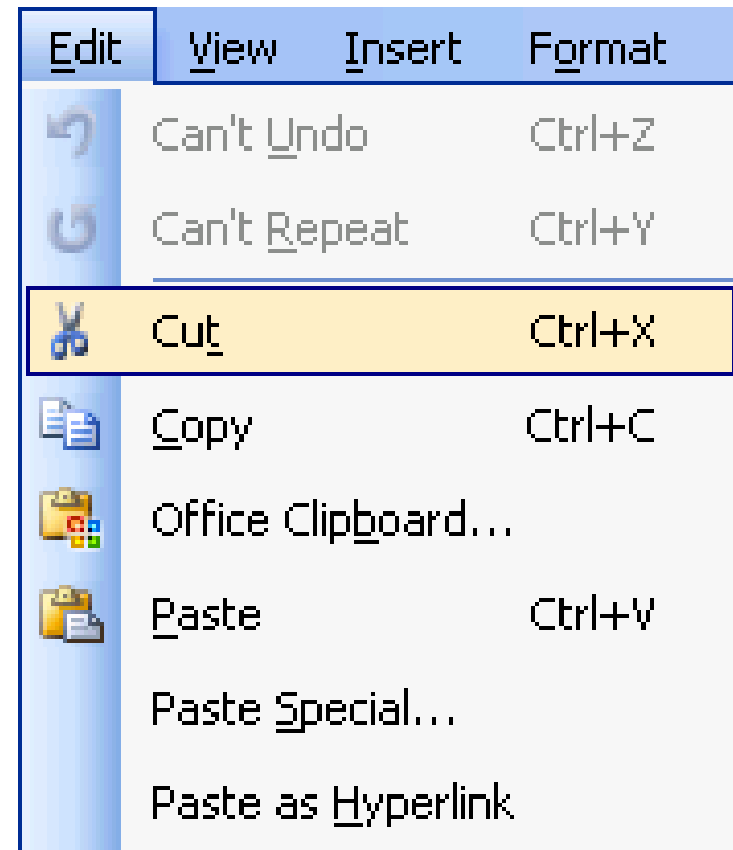 Edit View Insert Format
Can't Undo Ctrl+Z
Can't Repeat Ctrl+Y
Cut Ctrl+X
Copy Ctrl+C
Office Clipboard...
Paste Ctrl+V
Paste Special...
Paste as Hyperlink